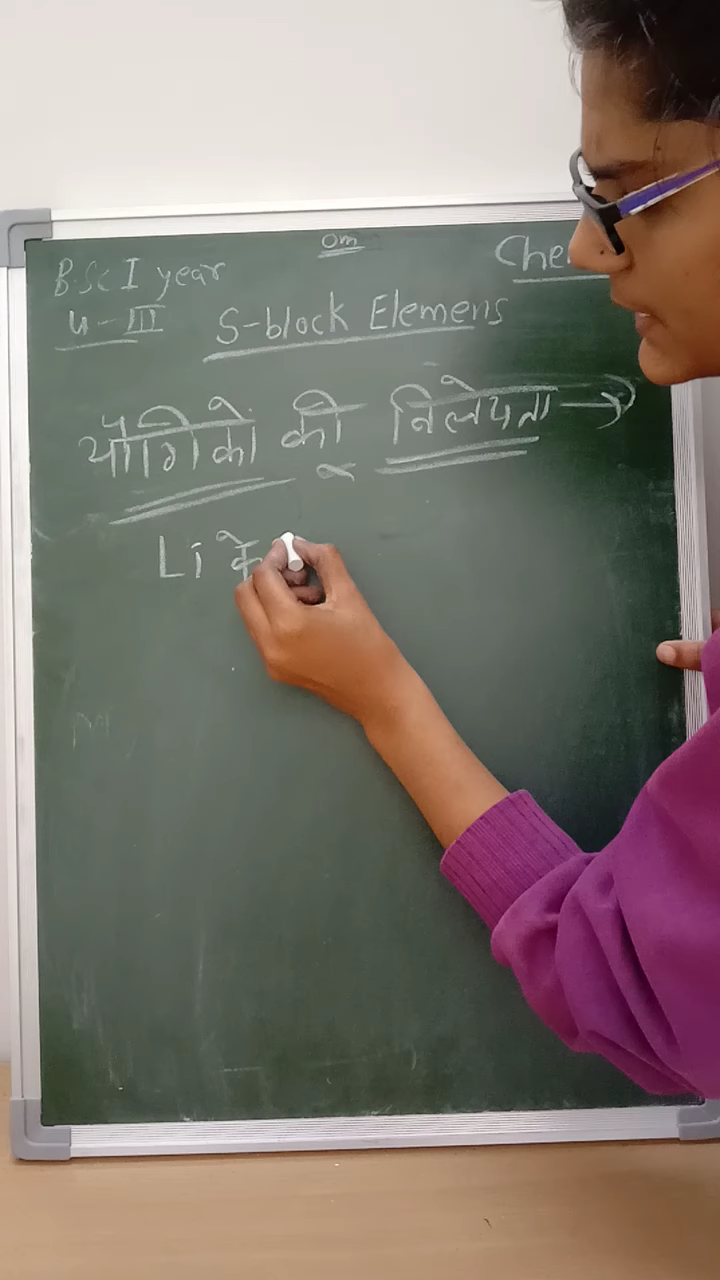 Om
B.Sc I year
Che
U-III
S-block Elemens
यौगिकों की विलेयता →
Li के